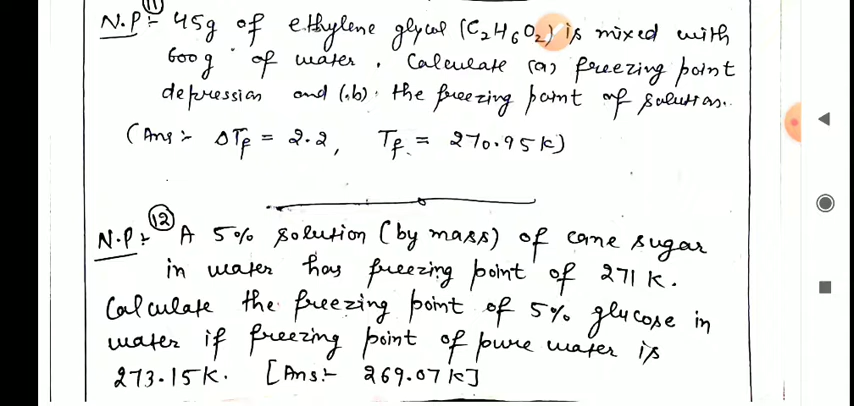 N.P:- (11) 45g of ethylene glycol (C2H6O2) is mixed with
600g of water. Calculate (a) freezing point
depression and (b). the freezing point of solution..
(Ans:- ΔTf = 2.2, Tf = 270.95K)
N.P:- (12) A 5% solution (by mass) of cane sugar
in water has freezing point of 271 K.
Calculate the freezing point of 5% glucose in
water if freezing point of pure water is
273.15K. [Ans:- 269.07 K]